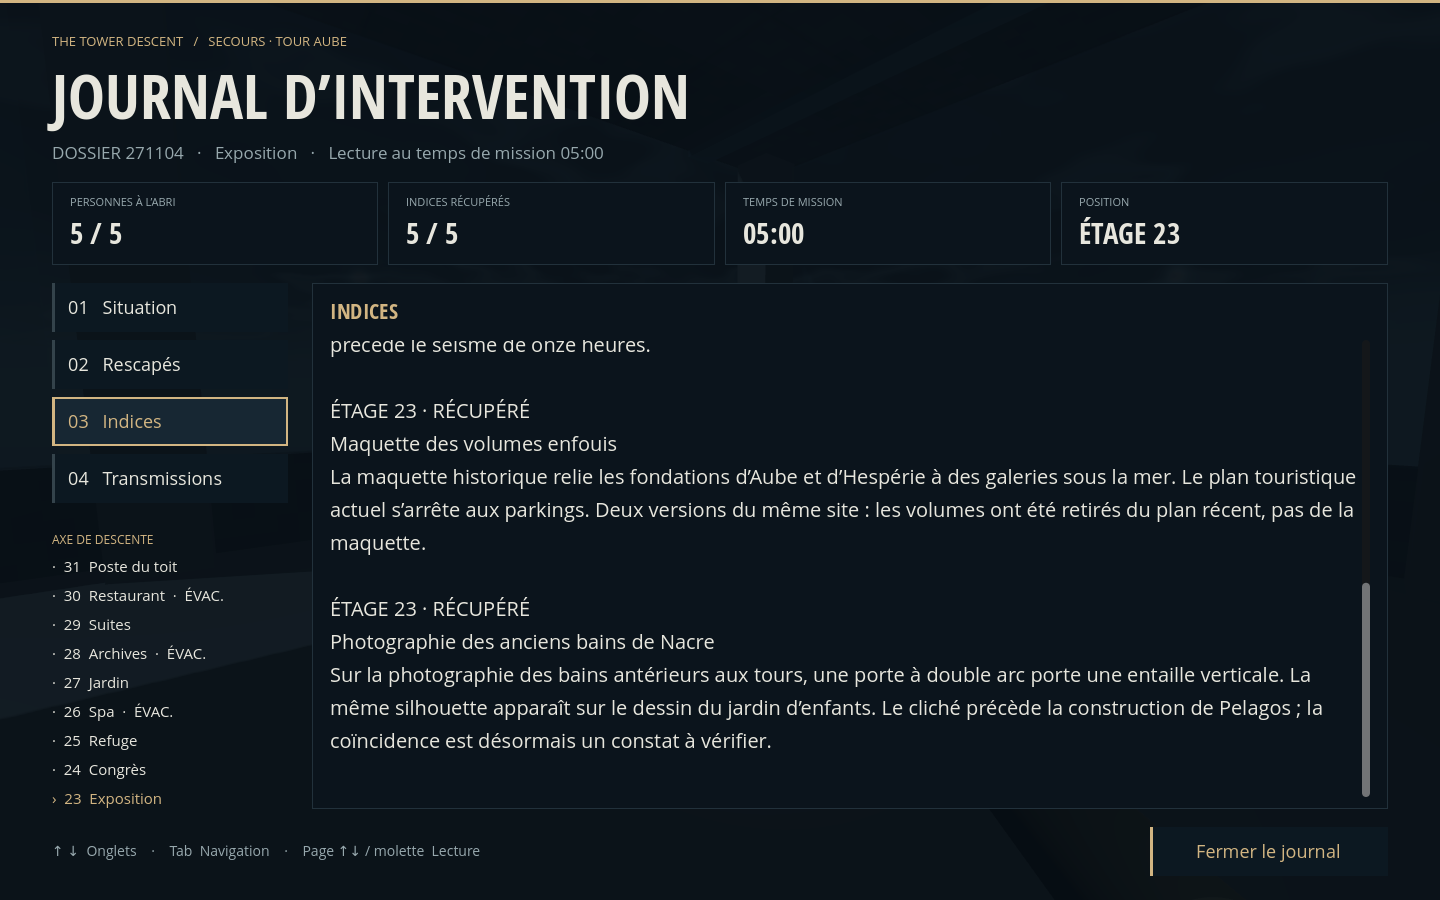 THE TOWER DESCENT / SECOURS · TOUR AUBE
JOURNAL D’INTERVENTION
DOSSIER 271104 · Exposition · Lecture au temps de mission 05:00
PERSONNES À L'ABRI
5 / 5
INDICES RÉCUPÉRÉS
5 / 5
TEMPS DE MISSION
05:00
POSITION
ÉTAGE 23
01 Situation
02 Rescapés
03 Indices
04 Transmissions
AXE DE DESCENTE
· 31 Poste du toit
· 30 Restaurant · ÉVAC.
· 29 Suites
· 28 Archives · ÉVAC.
· 27 Jardin
· 26 Spa · ÉVAC.
· 25 Refuge
· 24 Congrès
› 23 Exposition
INDICES
précède le séisme de onze heures.
ÉTAGE 23 · RÉCUPÉRÉ
Maquette des volumes enfouis
La maquette historique relie les fondations d’Aube et d’Hespérie à des galeries sous la mer. Le plan touristique
actuel s’arrête aux parkings. Deux versions du même site : les volumes ont été retirés du plan récent, pas de la
maquette.
ÉTAGE 23 · RÉCUPÉRÉ
Photographie des anciens bains de Nacre
Sur la photographie des bains antérieurs aux tours, une porte à double arc porte une entaille verticale. La
même silhouette apparaît sur le dessin du jardin d’enfants. Le cliché précède la construction de Pelagos ; la
coïncidence est désormais un constat à vérifier.
↑ ↓ Onglets · Tab Navigation · Page ↑↓ / molette Lecture
Fermer le journal